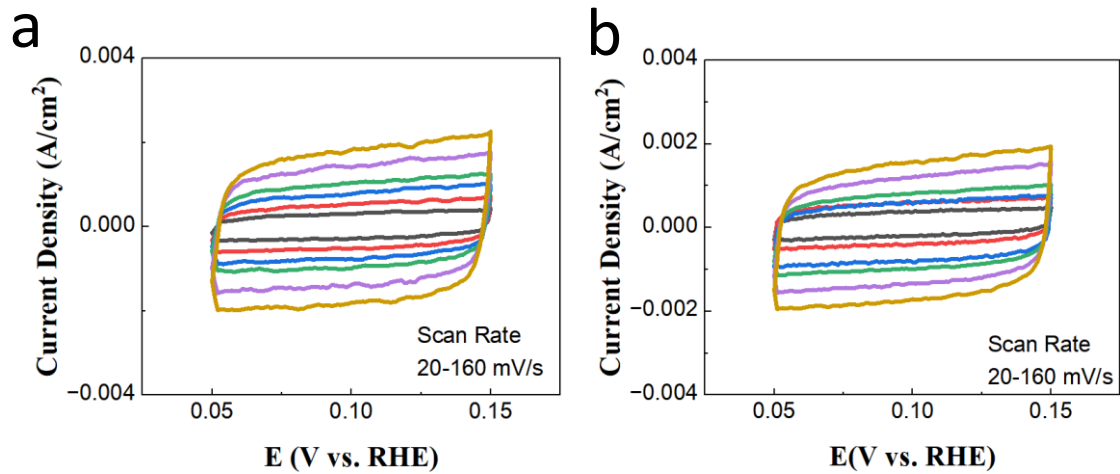 a
0.004
0.000
−0.004
Current Density (A/cm²)
0.05
0.10
0.15
E (V vs. RHE)
Scan Rate
20-160 mV/s
b
0.004
0.002
0.000
−0.002
−0.004
Current Density (A/cm²)
0.05
0.10
0.15
E(V vs. RHE)
Scan Rate
20-160 mV/s